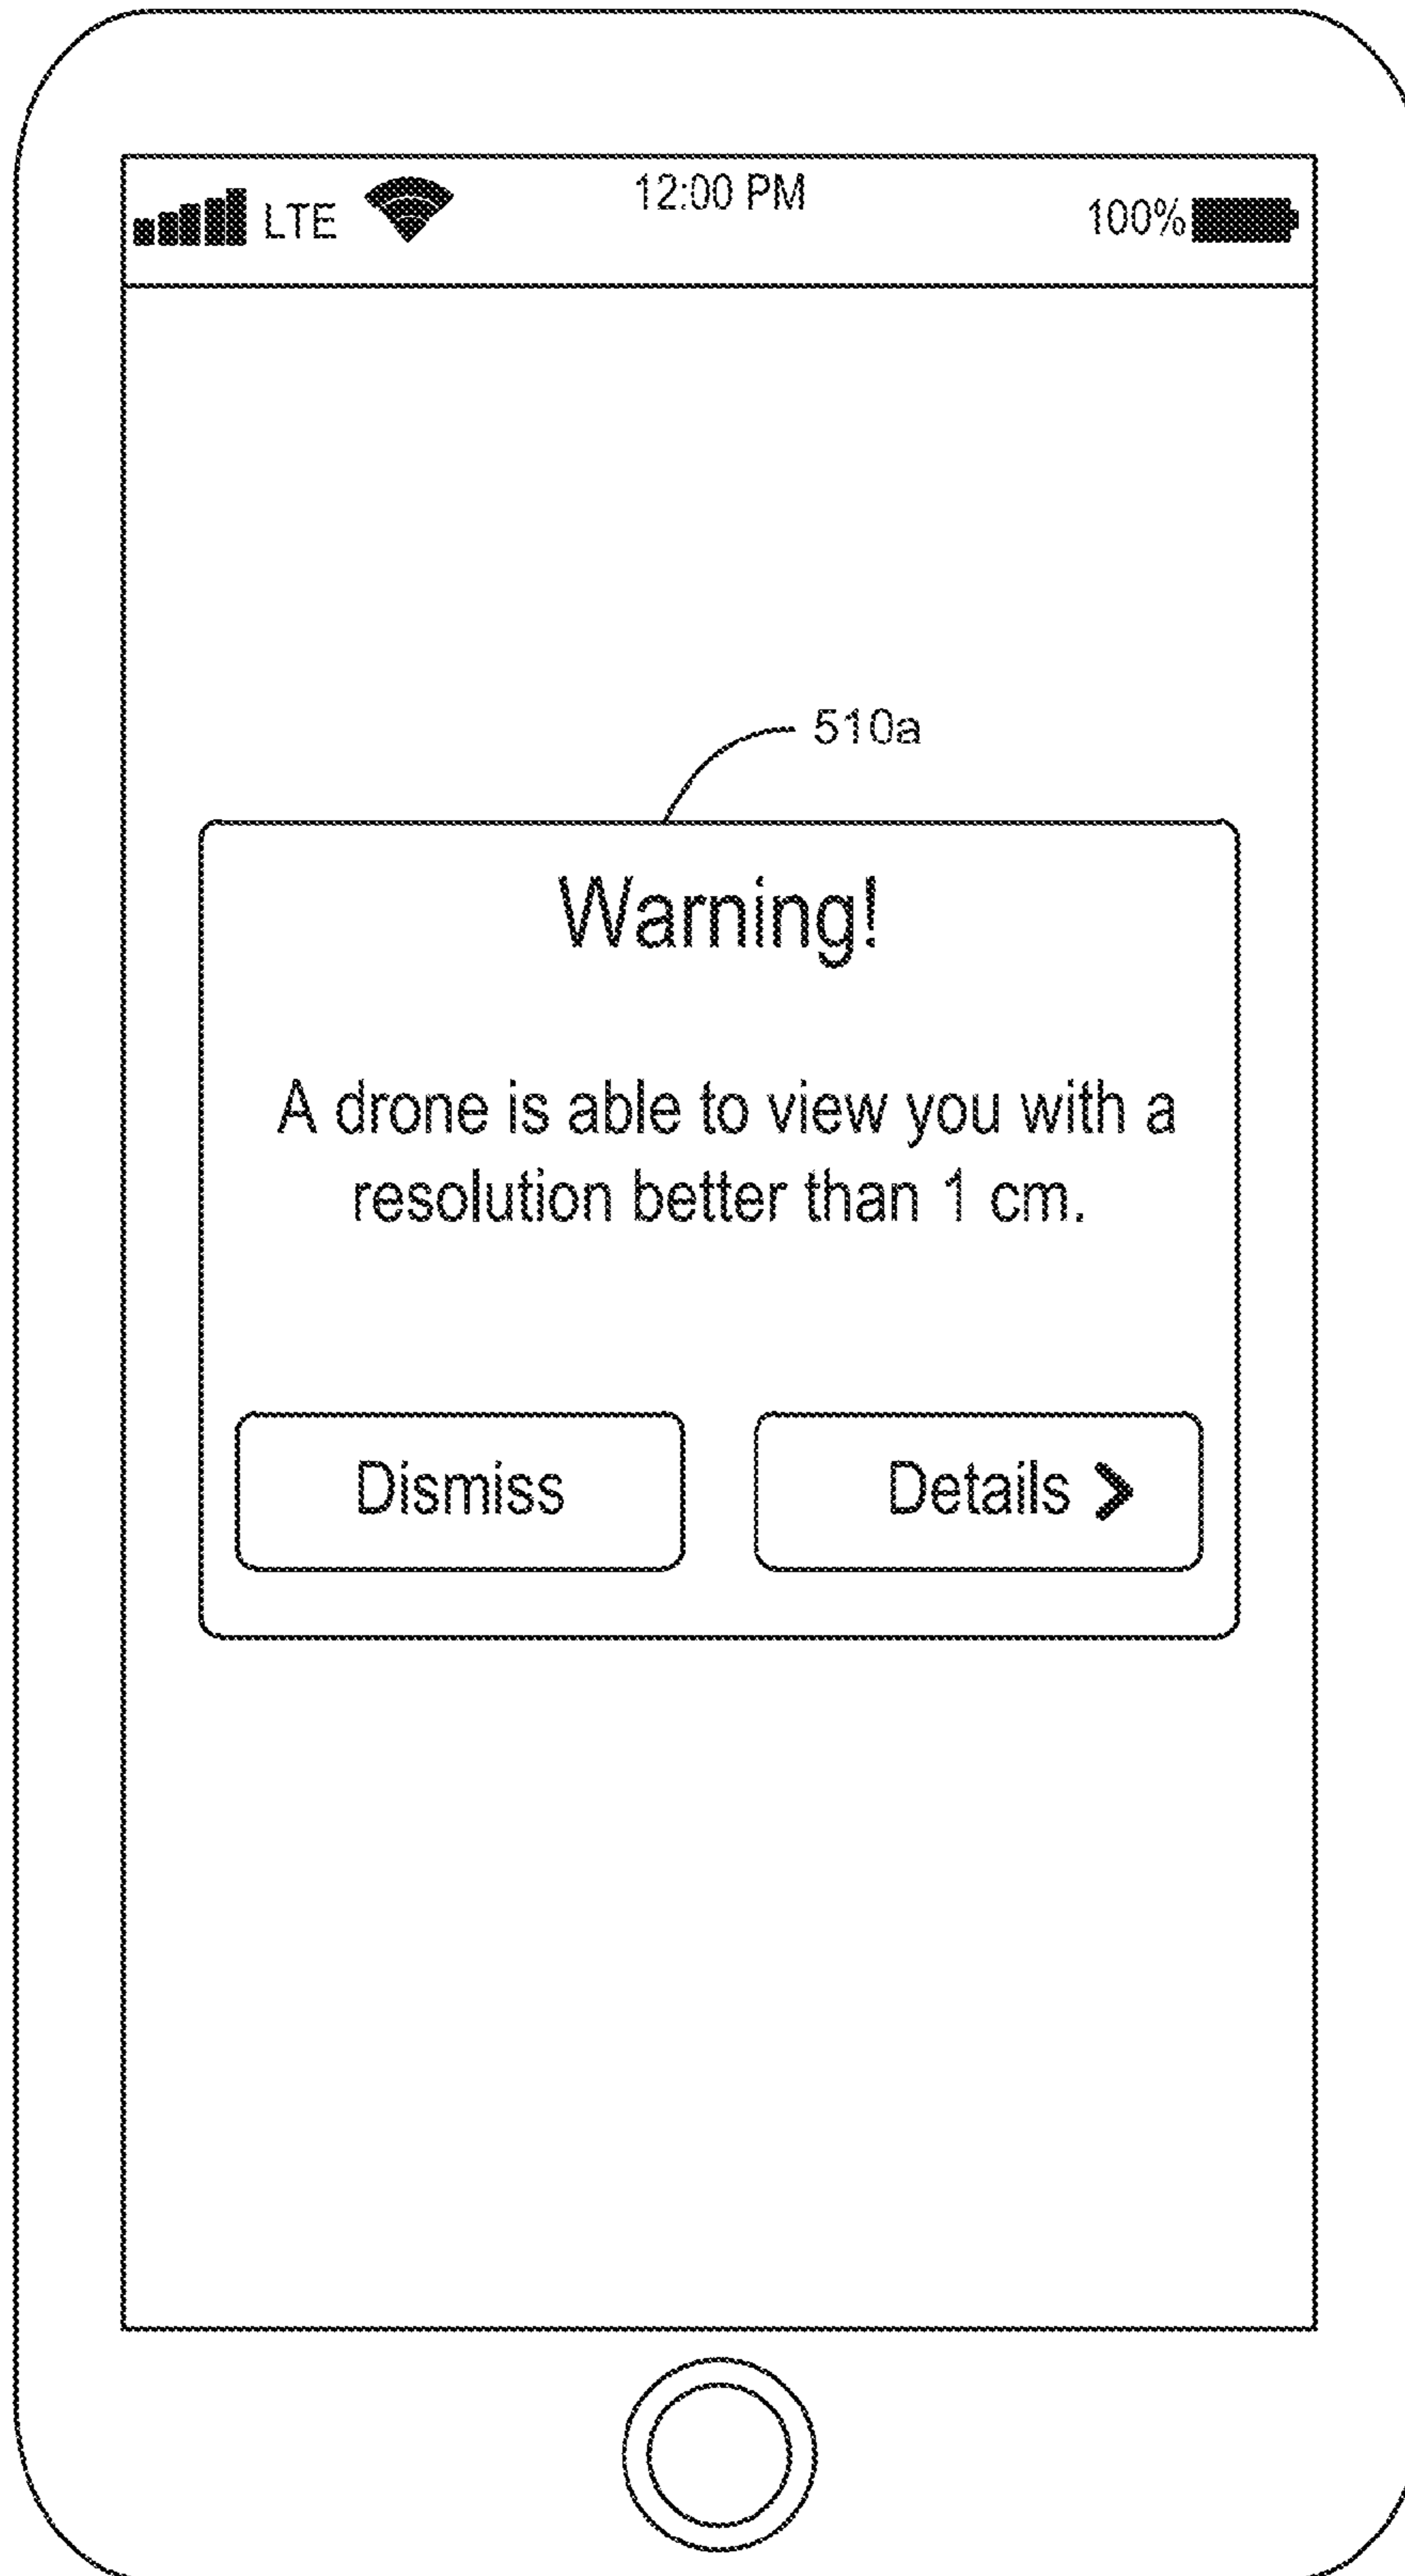 LTE 12:00 PM 100%
510a
Warning!
A drone is able to view you with a
resolution better than 1 cm.
Dismiss Details >